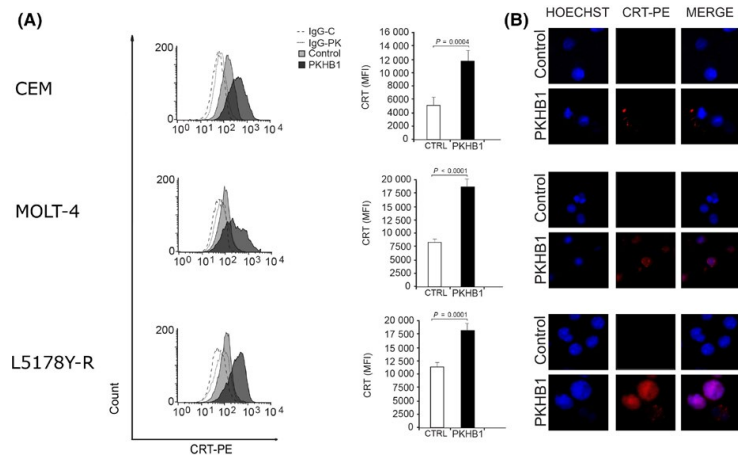 (A)
(B)
IgG-C
IgG-PK
Control
PKHB1
HOECHST CRT-PE MERGE
CEM
200
0
100 101 102 103 104
CRT (MFI)
P = 0.0004
16 000
14 000
12 000
10 000
8000
6000
4000
2000
0
CTRL PKHB1
Control
PKHB1
MOLT-4
200
0
100 101 102 103 104
CRT (MFI)
P < 0.0001
20 000
17 500
15 000
12 500
10 000
7500
5000
2500
0
CTRL PKHB1
Control
PKHB1
L5178Y-R
200
0
100 101 102 103 104
CRT (MFI)
P = 0.0001
20 000
17 500
15 000
12 500
10 000
7500
5000
2500
0
CTRL PKHB1
Control
PKHB1
Count
CRT-PE